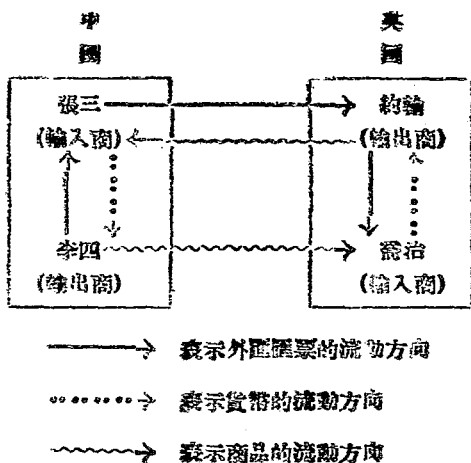 中國
英國
張三
約翰
(輸入商)
(輸出商)
李四
喬治
(輸出商)
(輸入商)
表示外匯匯票的流動方向
表示貨幣的流動方向
表示商品的流動方向